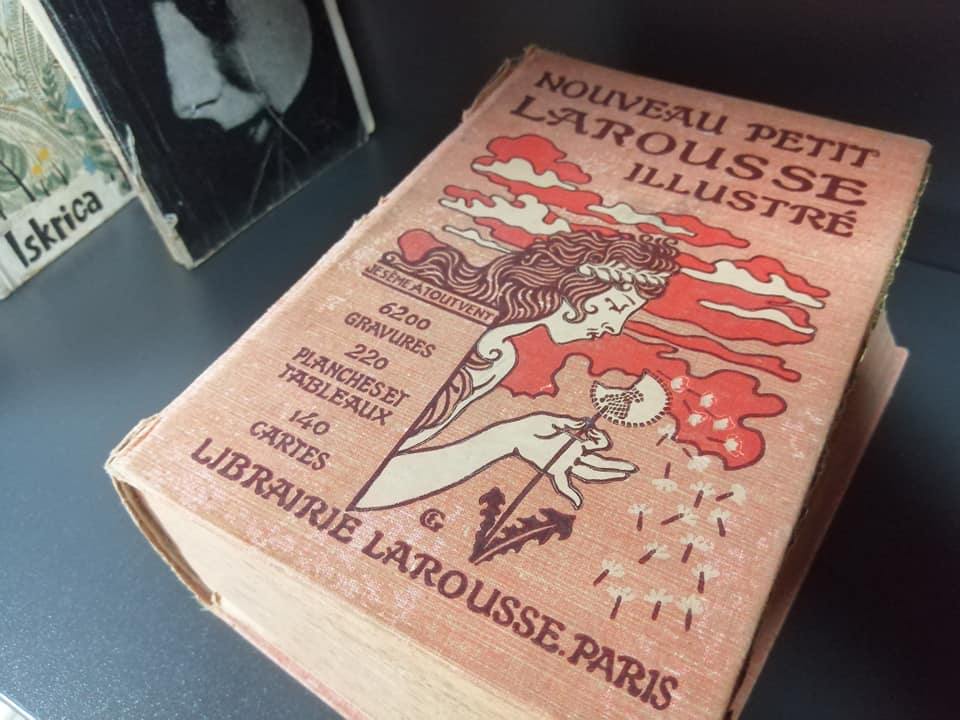 NOUVEAU PETIT
LAROUSSE
ILLUSTRÉ
JE SÈME À TOUT VENT
6200
GRAVURES
220
PLANCHES ET
TABLEAUX
140
CARTES
G
LIBRAIRIE LAROUSSE.PARIS
Iskrica